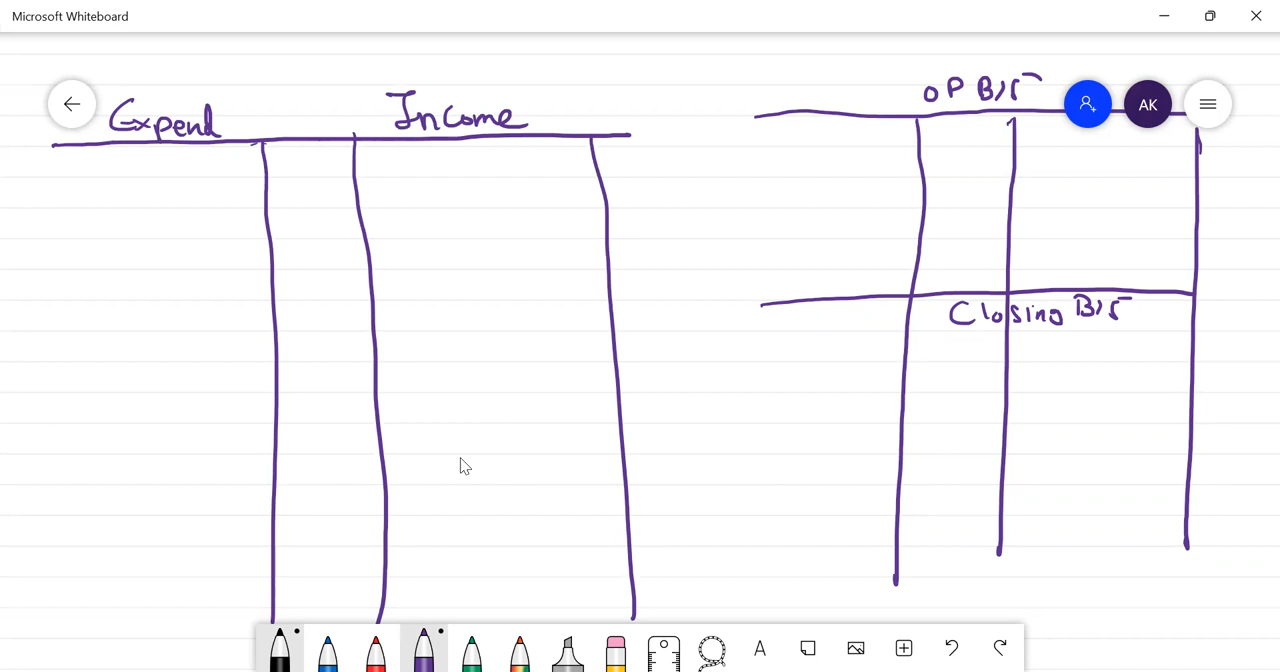 Microsoft Whiteboard
Expend
Income
OP B/S
AK
Closing B/S
A